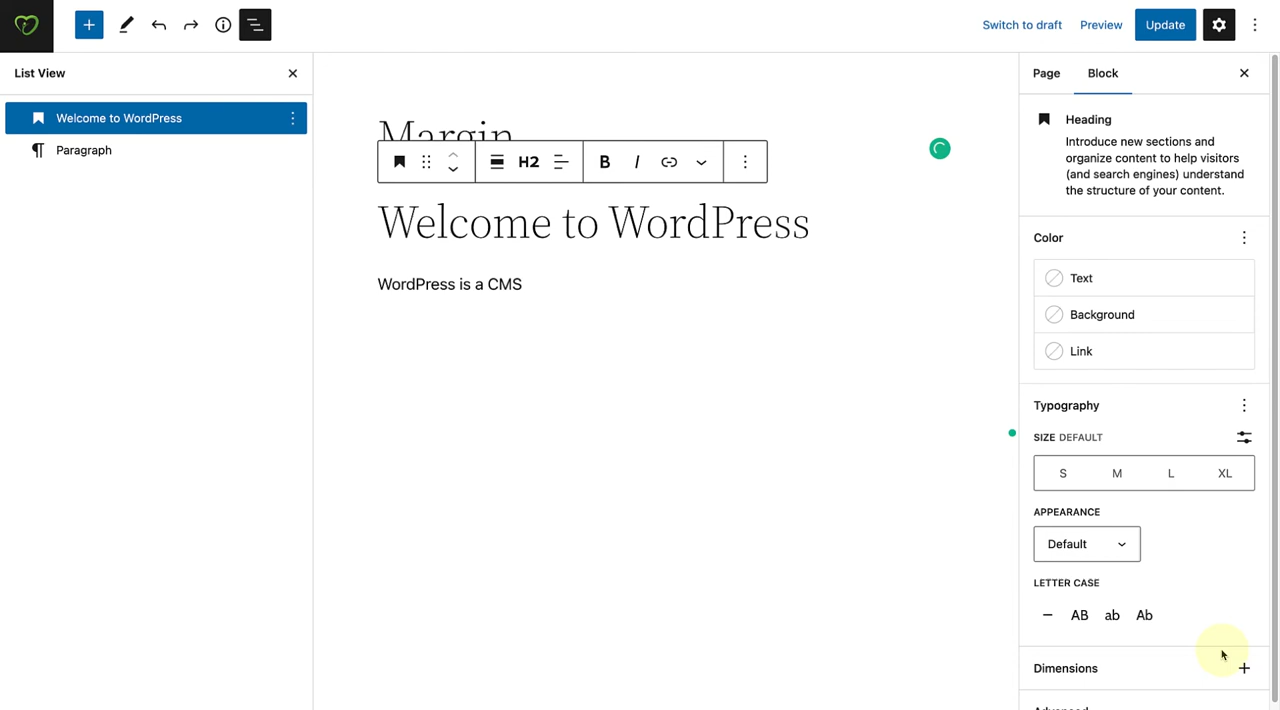 Switch to draft
Preview
Update
List View
Welcome to WordPress
Paragraph
Margin
H2
B
I
Welcome to WordPress
WordPress is a CMS
Page
Block
Heading
Introduce new sections and
organize content to help visitors
(and search engines) understand
the structure of your content.
Color
Text
Background
Link
Typography
SIZE DEFAULT
S M L XL
APPEARANCE
Default
LETTER CASE
— AB ab Ab
Dimensions
Advanced